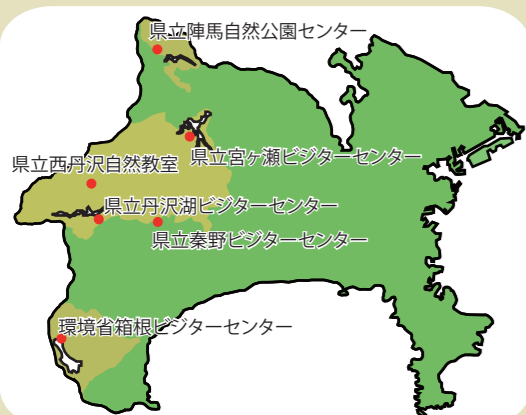 県立陣馬自然公園センター
県立宮ヶ瀬ビジターセンター
県立西丹沢自然教室
県立丹沢湖ビジターセンター
県立秦野ビジターセンター
環境省箱根ビジターセンター